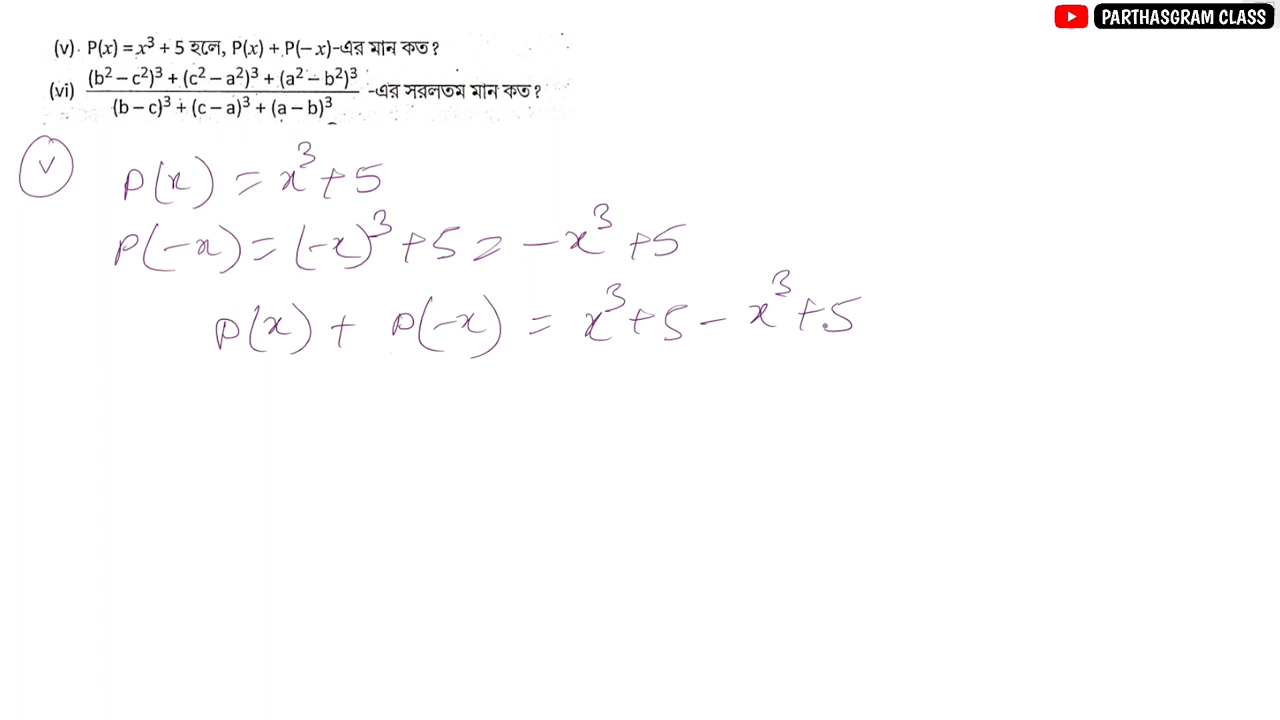 PARTHASGRAM CLASS
(v). P(x) = x³ + 5 হলে, P(x) + P(– x)-এর মান কত?
(vi) (b² – c²)³ + (c² – a²)³ + (a² – b²)³ / (b – c)³ + (c – a)³ + (a – b)³ -এর সরলতম মান কত?
V P(x) = x³ + 5
P(-x) = (-x)³ + 5 = -x³ + 5
P(x) + P(-x) = x³ + 5 - x³ + 5